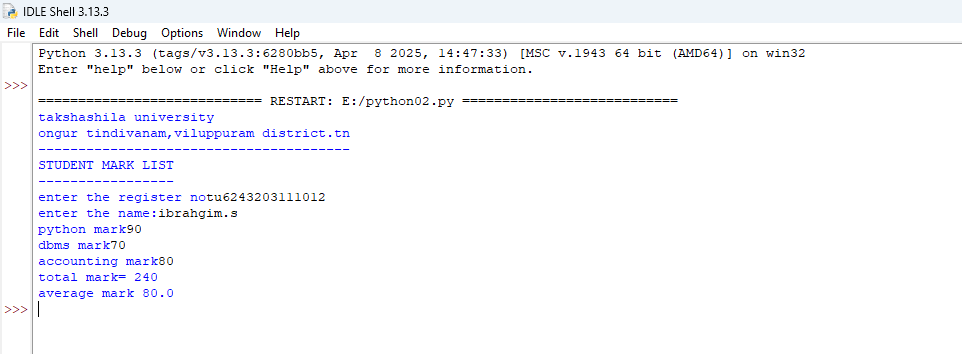 IDLE Shell 3.13.3
File Edit Shell Debug Options Window Help
Python 3.13.3 (tags/v3.13.3:6280bb5, Apr  8 2025, 14:47:33) [MSC v.1943 64 bit (AMD64)] on win32
Enter "help" below or click "Help" above for more information.
>>>
============================ RESTART: E:/python02.py ===========================
takshashila university
ongur tindivanam,viluppuram district.tn
---------------------------------------
STUDENT MARK LIST
-----------------
enter the register notu6243203111012
enter the name:ibrahgim.s
python mark90
dbms mark70
accounting mark80
total mark= 240
average mark 80.0
>>>